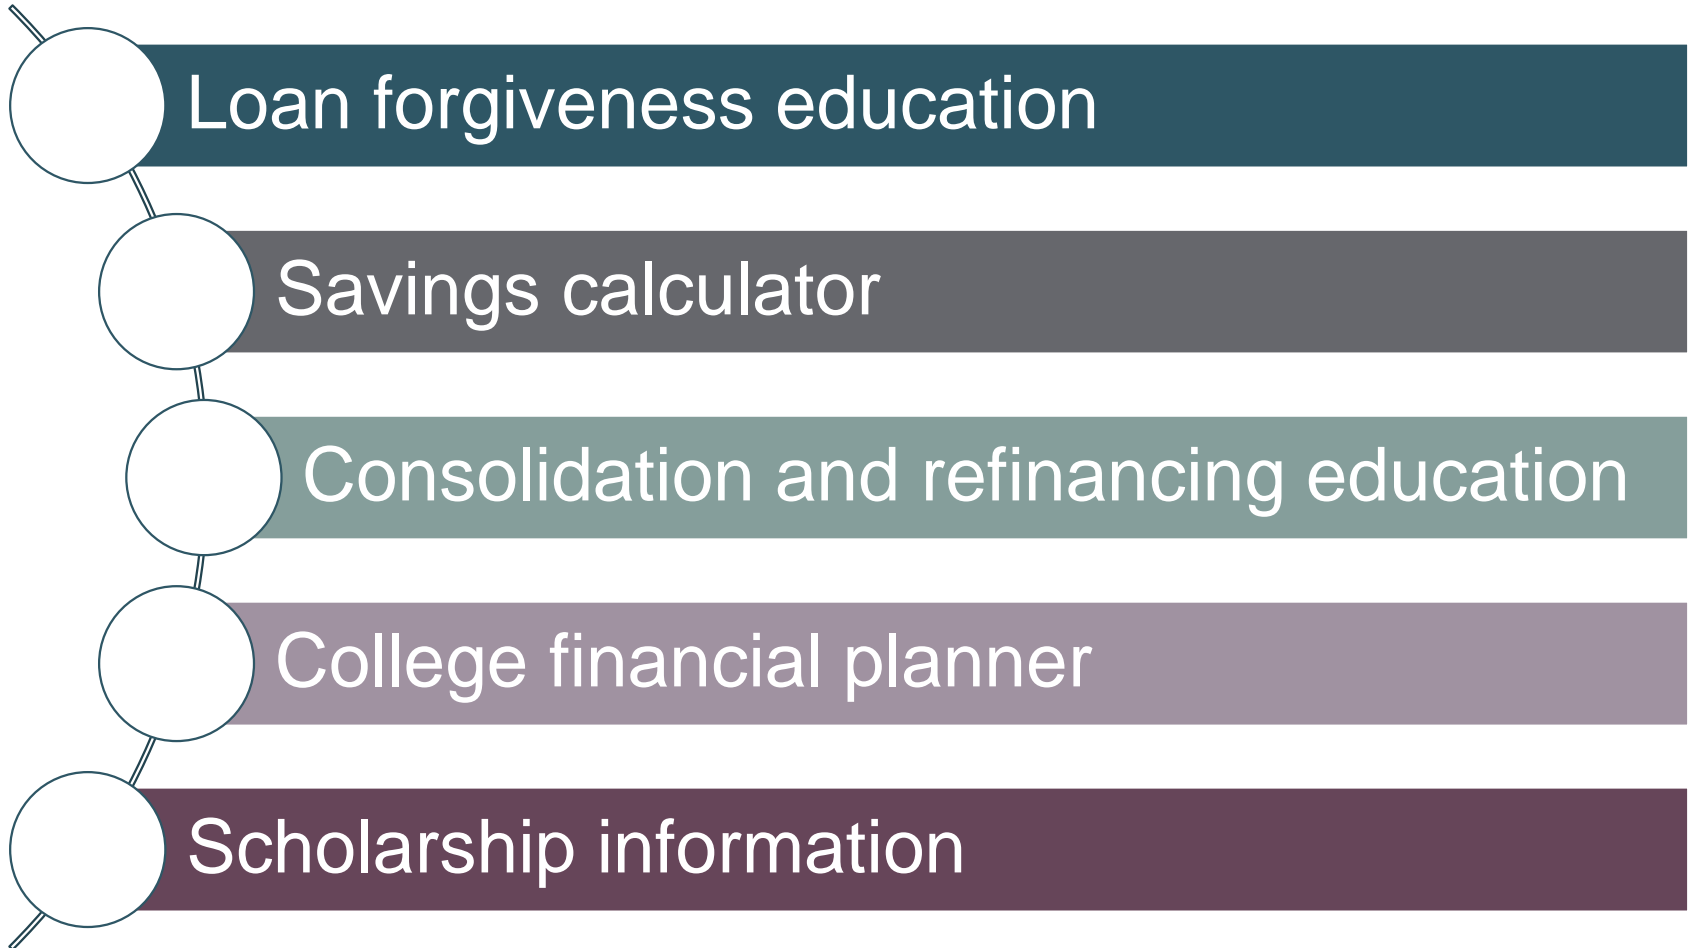 Loan forgiveness education
Savings calculator
Consolidation and refinancing education
College financial planner
Scholarship information